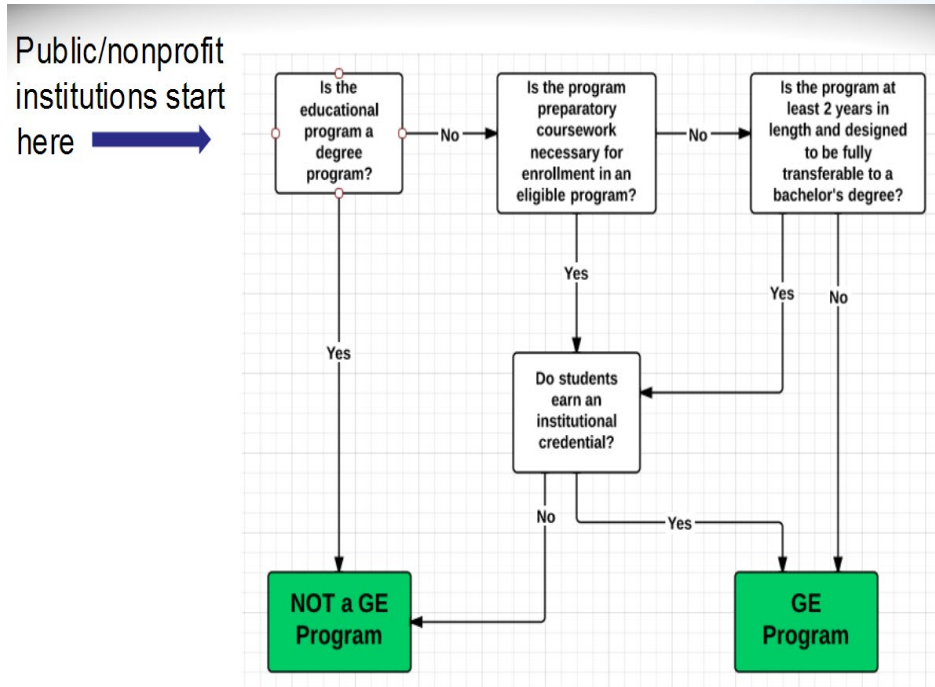 Public/nonprofit
institutions start
here
Is the
educational
program a
degree
program?
No
Is the program
preparatory
coursework
necessary for
enrollment in an
eligible program?
No
Is the program at
least 2 years in
length and designed
to be fully
transferable to a
bachelor's degree?
Yes
Yes
Yes
No
Do students
earn an
institutional
credential?
No
Yes
NOT a GE
Program
GE
Program